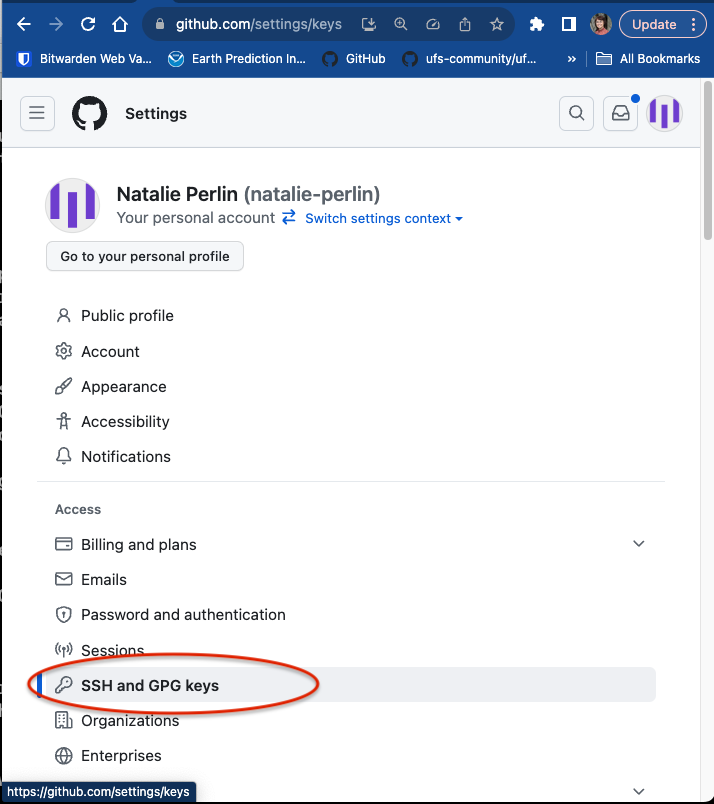 github.com/settings/keys
Update
Bitwarden Web Va...
Earth Prediction In...
GitHub
ufs-community/uf...
»
All Bookmarks
Settings
Natalie Perlin (natalie-perlin)
Your personal account
Switch settings context
Go to your personal profile
Public profile
Account
Appearance
Accessibility
Notifications
Access
Billing and plans
Emails
Password and authentication
Sessions
SSH and GPG keys
Organizations
Enterprises
https://github.com/settings/keys